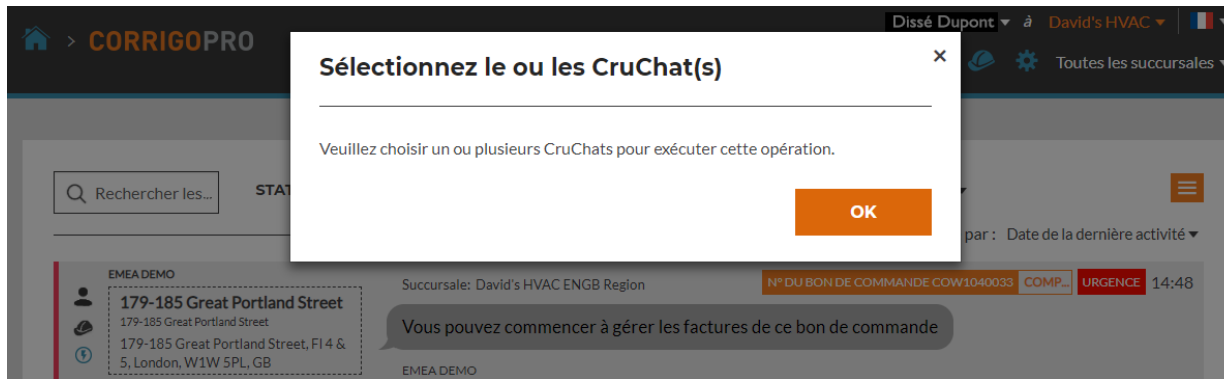 Dissé Dupont à David's HVAC
> CORRIGOPRO
Toutes les succursales
Sélectionnez le ou les CruChat(s)
×
Veuillez choisir un ou plusieurs CruChats pour exécuter cette opération.
OK
Rechercher les...
par : Date de la dernière activité
EMEA DEMO
179-185 Great Portland Street
179-185 Great Portland Street
179-185 Great Portland Street, Fl 4 &
5, London, W1W 5PL, GB
Succursale: David's HVAC ENGB Region
N° DU BON DE COMMANDE COW1040033 COMP... URGENCE 14:48
Vous pouvez commencer à gérer les factures de ce bon de commande
EMEA DEMO